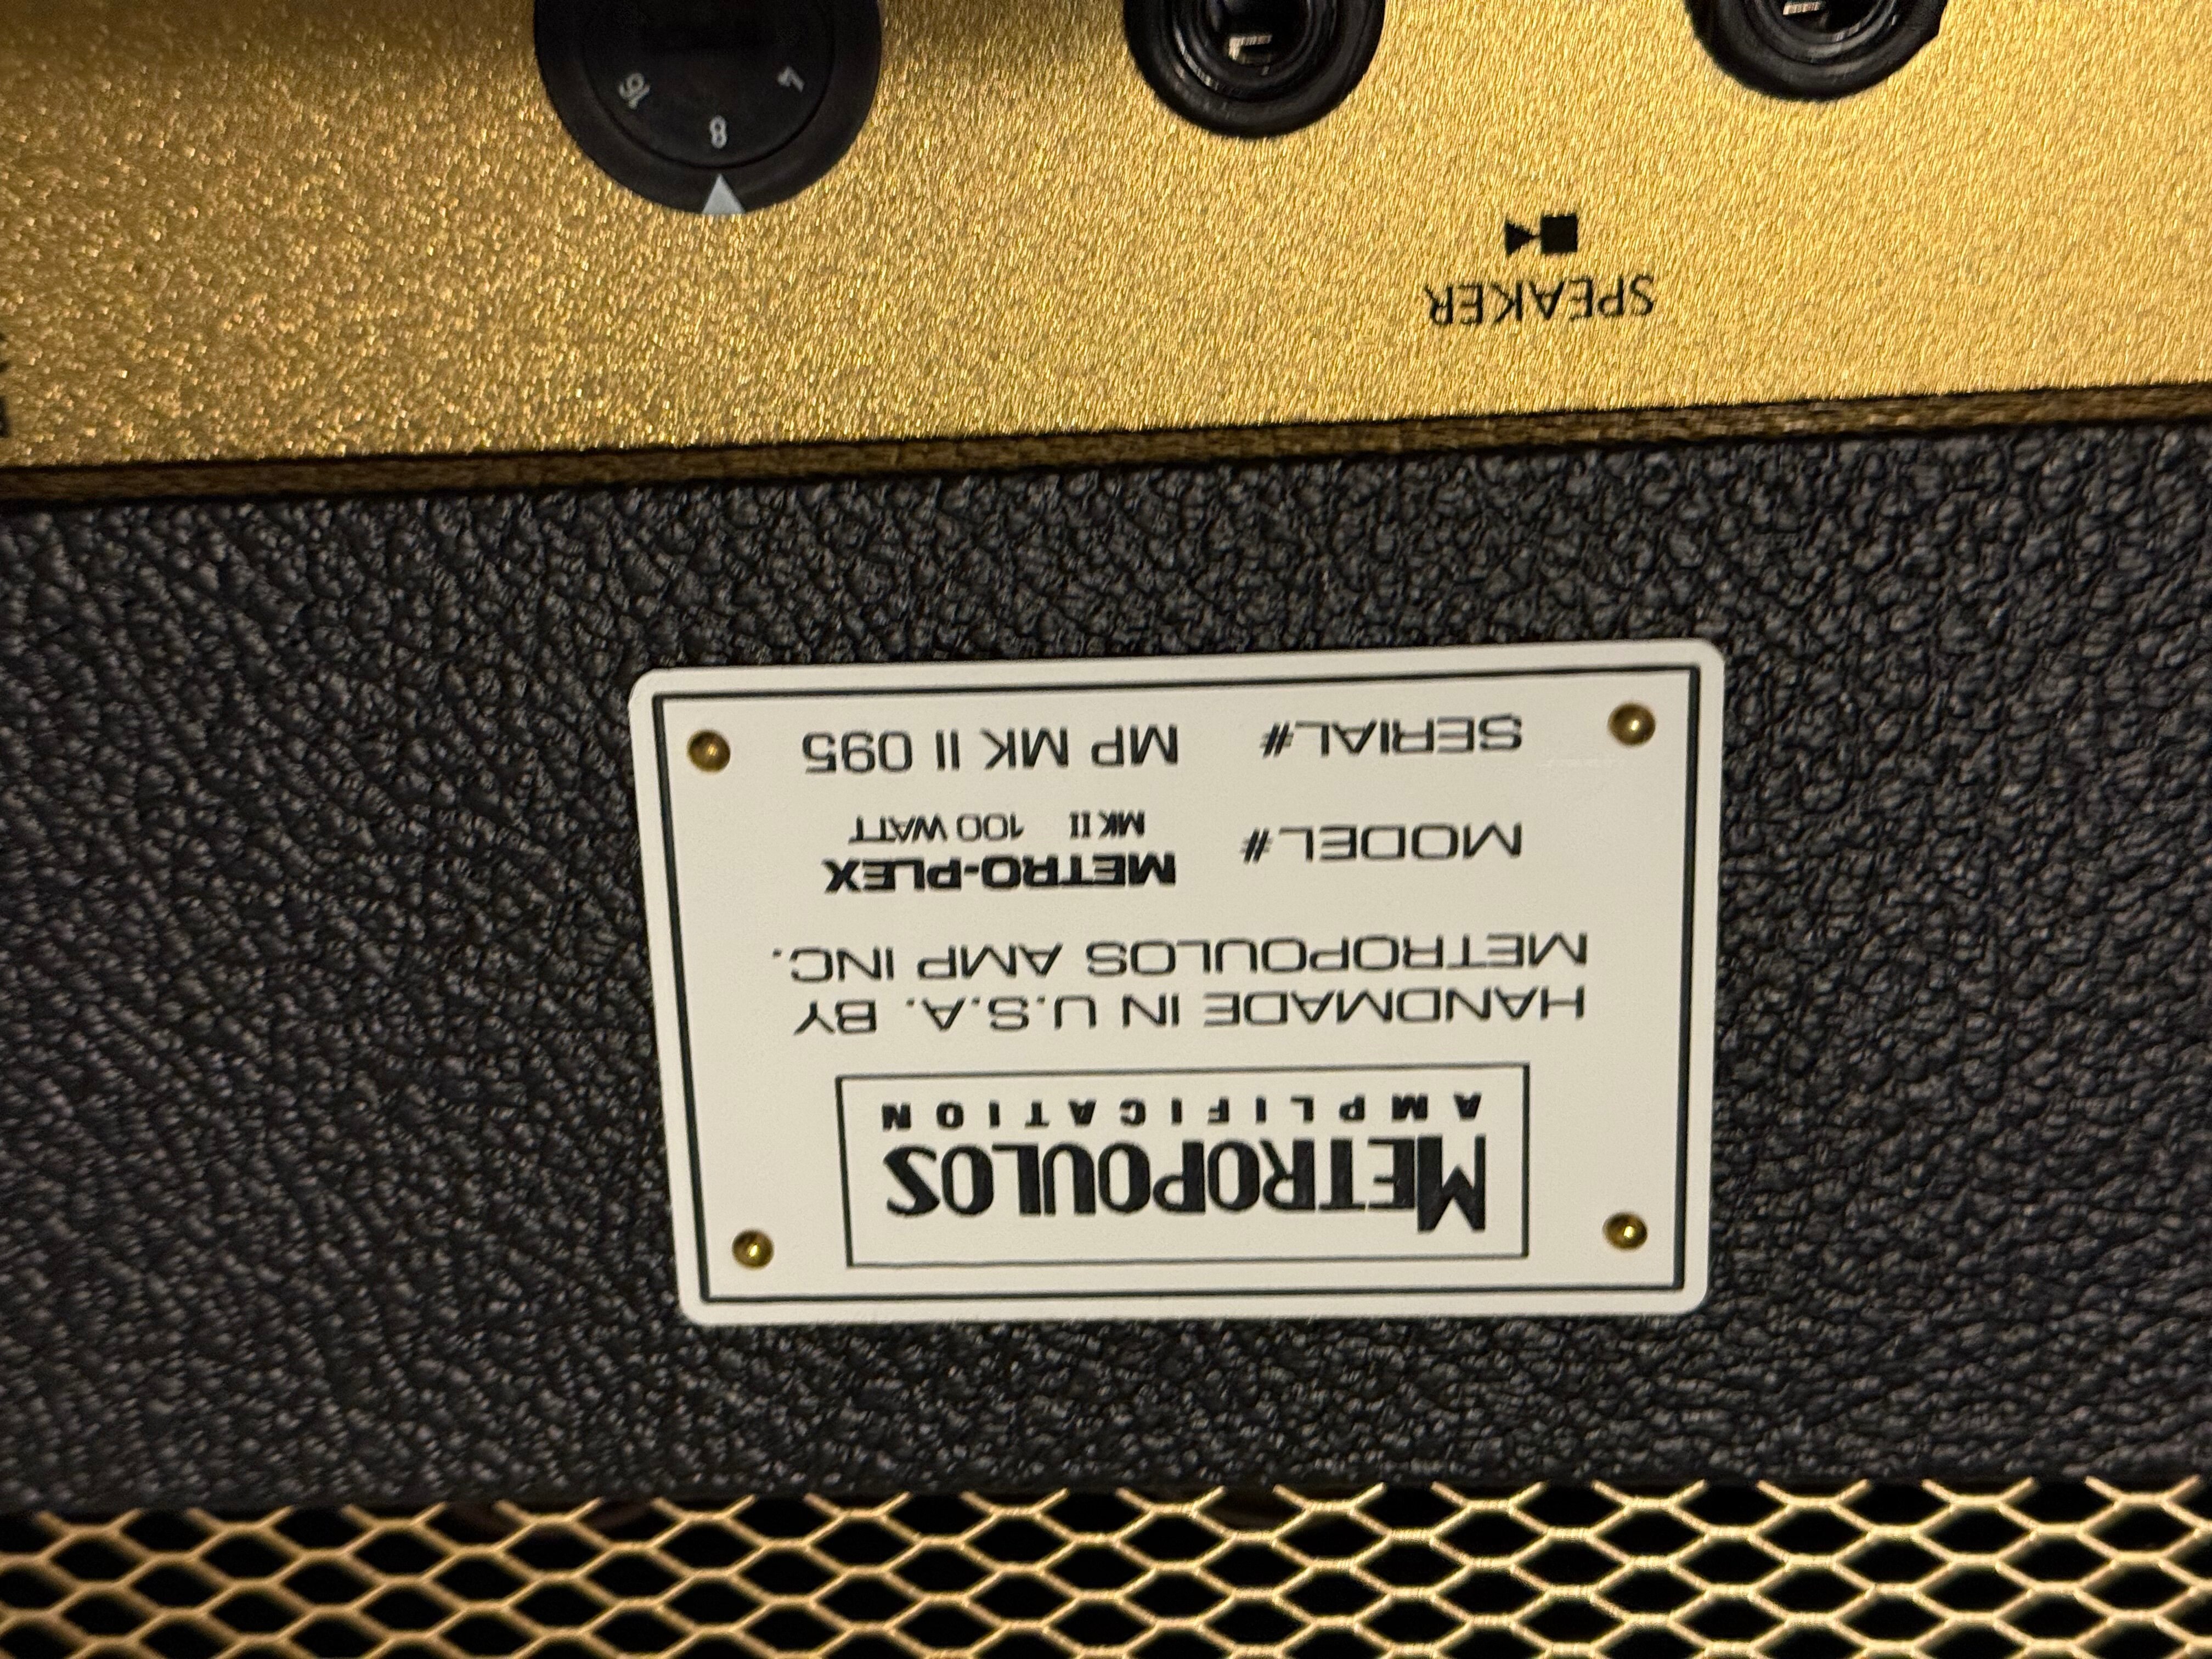 METROPOULOS
AMPLIFICATION
HANDMADE IN U.S.A. BY
METROPOULOS AMP INC.
MODEL# METRO-PLEX
MK II 100 WATT
SERIAL# MP MK II 095
SPEAKER
4 8 16